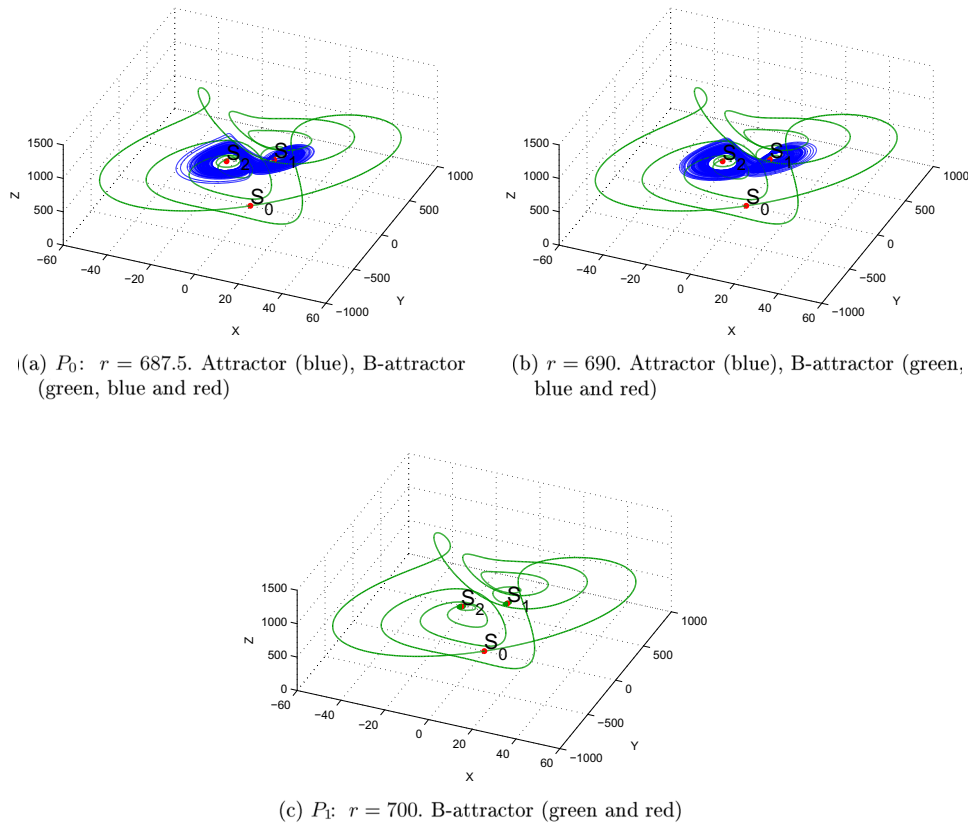 1500
1000
500
0
Z
−60
−40
−20
0
20
40
60
X
−1000
−500
0
500
1000
Y
S2
S1
S0
1500
1000
500
0
Z
−60
−40
−20
0
20
40
60
X
−1000
−500
0
500
1000
Y
S2
S1
S0
(a) P0: r = 687.5. Attractor (blue), B-attractor
(green, blue and red)
(b) r = 690. Attractor (blue), B-attractor (green,
blue and red)
1500
1000
500
0
Z
−60
−40
−20
0
20
40
60
X
−1000
−500
0
500
1000
Y
S2
S1
S0
(c) P1: r = 700. B-attractor (green and red)